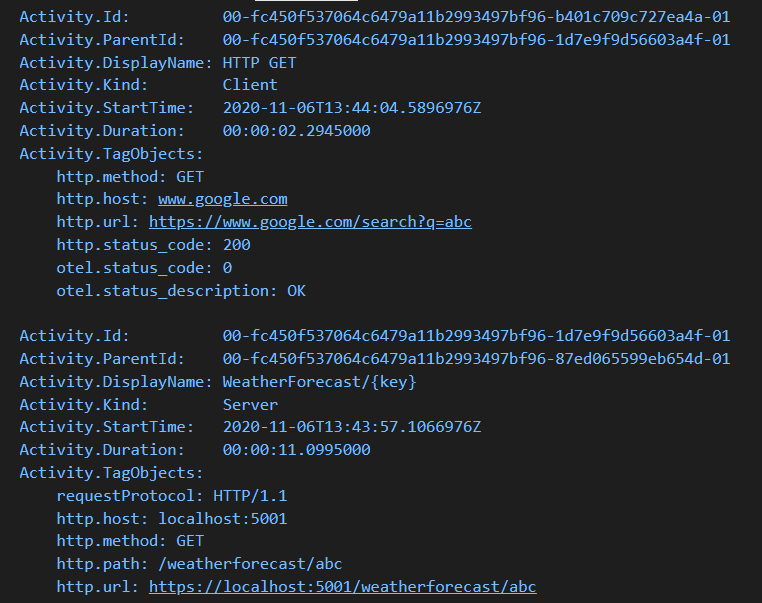 Activity.Id: 00-fc450f537064c6479a11b2993497bf96-b401c709c727ea4a-01
Activity.ParentId: 00-fc450f537064c6479a11b2993497bf96-1d7e9f9d56603a4f-01
Activity.DisplayName: HTTP GET
Activity.Kind: Client
Activity.StartTime: 2020-11-06T13:44:04.5896976Z
Activity.Duration: 00:00:02.2945000
Activity.TagObjects:
http.method: GET
http.host: www.google.com
http.url: https://www.google.com/search?q=abc
http.status_code: 200
otel.status_code: 0
otel.status_description: OK
Activity.Id: 00-fc450f537064c6479a11b2993497bf96-1d7e9f9d56603a4f-01
Activity.ParentId: 00-fc450f537064c6479a11b2993497bf96-87ed065599eb654d-01
Activity.DisplayName: WeatherForecast/{key}
Activity.Kind: Server
Activity.StartTime: 2020-11-06T13:43:57.1066976Z
Activity.Duration: 00:00:11.0995000
Activity.TagObjects:
requestProtocol: HTTP/1.1
http.host: localhost:5001
http.method: GET
http.path: /weatherforecast/abc
http.url: https://localhost:5001/weatherforecast/abc